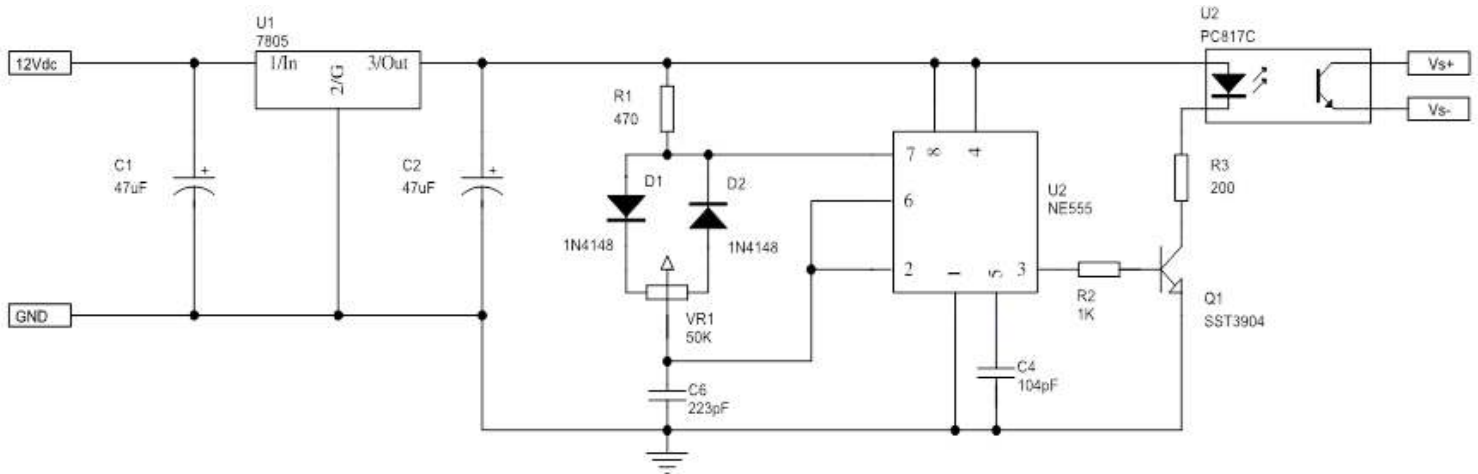 U1
7805
12Vdc
1/In
2/G
3/Out
U2
PC817C
Vs+
Vs-
R1
470
C1
47uF
C2
47uF
D1
D2
1N4148
1N4148
7
8
4
6
2
1
5
3
U2
NE555
R3
200
R2
1K
Q1
SST3904
GND
VR1
50K
C6
223pF
C4
104pF
+
+